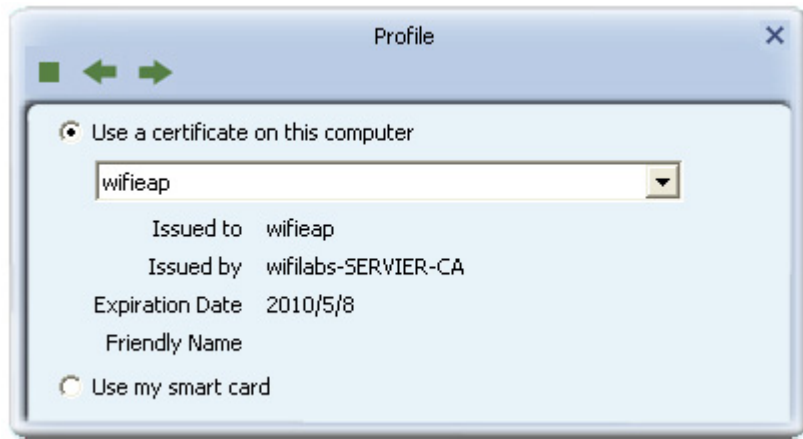 Profile
Use a certificate on this computer
wifieap
Issued to wifieap
Issued by wifilabs-SERVIER-CA
Expiration Date 2010/5/8
Friendly Name
Use my smart card